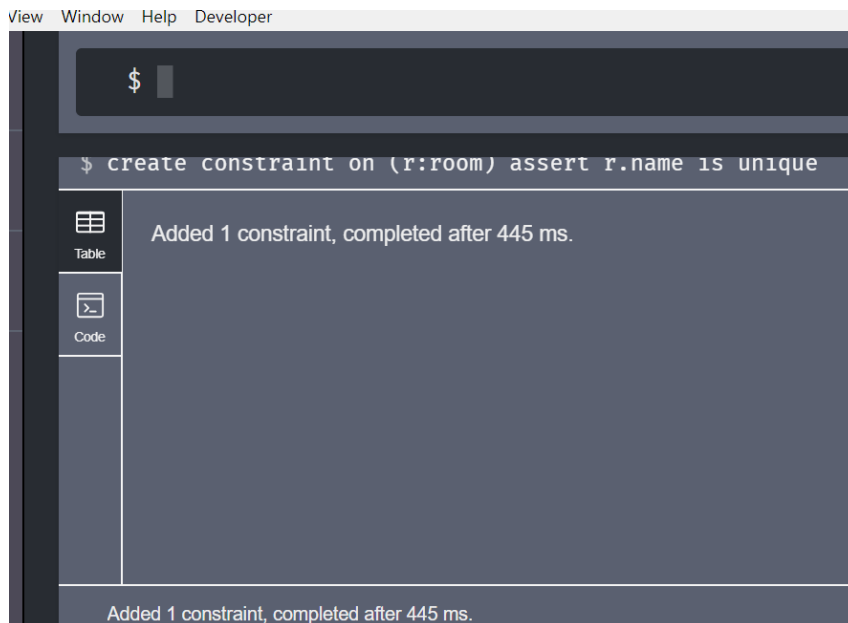 View Window Help Developer
$
$ create constraint on (r:room) assert r.name is unique
Table
Added 1 constraint, completed after 445 ms.
Code
Added 1 constraint, completed after 445 ms.